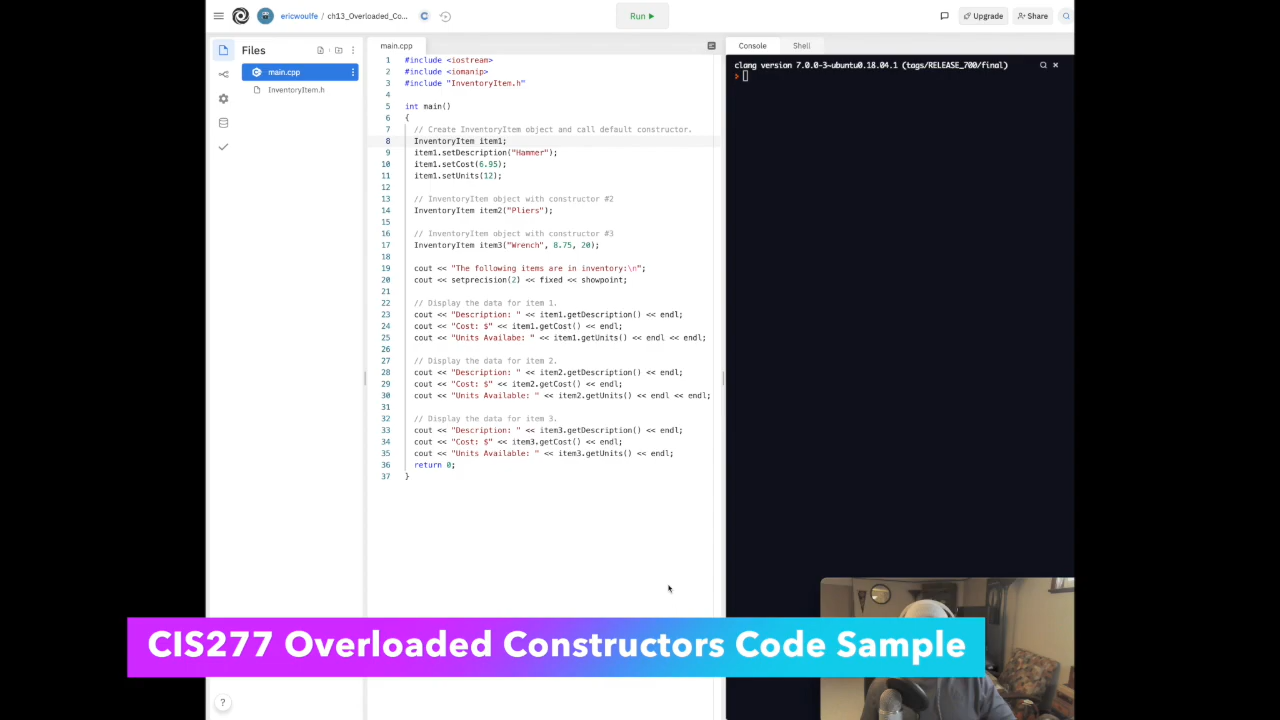 ericwoulfe / ch13_Overloaded_Co...
Run
Upgrade
Share
Files
main.cpp
InventoryItem.h
main.cpp
1 #include <iostream>
2 #include <iomanip>
3 #include "InventoryItem.h"
4
5 int main()
6 {
7 // Create InventoryItem object and call default constructor.
8 InventoryItem item1;
9 item1.setDescription("Hammer");
10 item1.setCost(6.95);
11 item1.setUnits(12);
12
13 // InventoryItem object with constructor #2
14 InventoryItem item2("Pliers");
15
16 // InventoryItem object with constructor #3
17 InventoryItem item3("Wrench", 8.75, 20);
18
19 cout << "The following items are in inventory:\n";
20 cout << setprecision(2) << fixed << showpoint;
21
22 // Display the data for item 1.
23 cout << "Description: " << item1.getDescription() << endl;
24 cout << "Cost: $" << item1.getCost() << endl;
25 cout << "Units Availabe: " << item1.getUnits() << endl << endl;
26
27 // Display the data for item 2.
28 cout << "Description: " << item2.getDescription() << endl;
29 cout << "Cost: $" << item2.getCost() << endl;
30 cout << "Units Available: " << item2.getUnits() << endl << endl;
31
32 // Display the data for item 3.
33 cout << "Description: " << item3.getDescription() << endl;
34 cout << "Cost: $" << item3.getCost() << endl;
35 cout << "Units Available: " << item3.getUnits() << endl;
36 return 0;
37 }
Console
Shell
clang version 7.0.0-3~ubuntu0.18.04.1 (tags/RELEASE_700/final)
CIS277 Overloaded Constructors Code Sample
?